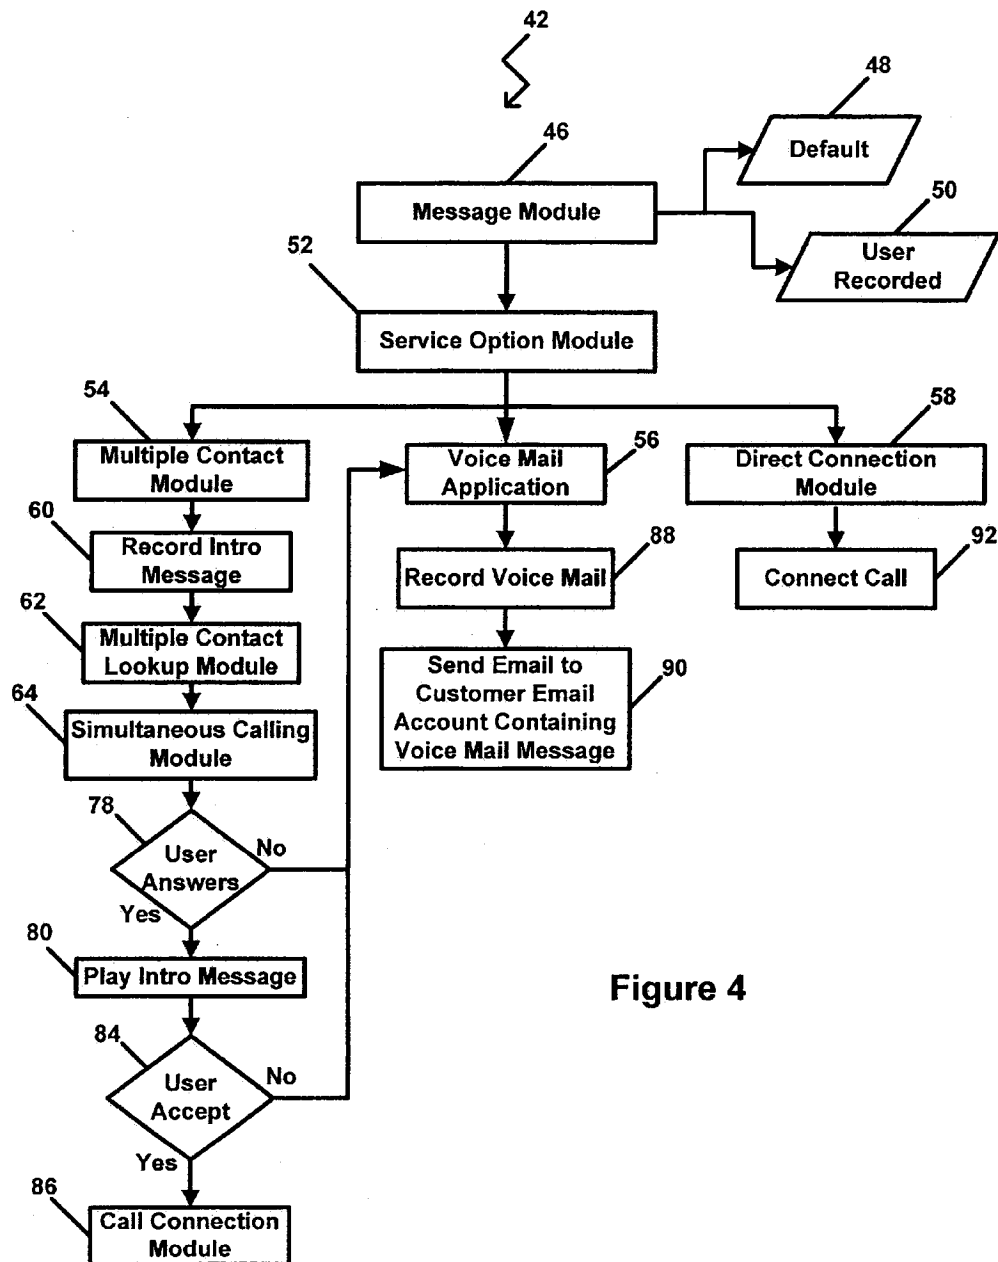 42
48
Default
46
Message Module
50
User
Recorded
52
Service Option Module
54
Multiple Contact
Module
56
Voice Mail
Application
58
Direct Connection
Module
60
Record Intro
Message
88
Record Voice Mail
92
Connect Call
62
Multiple Contact
Lookup Module
90
Send Email to
Customer Email
Account Containing
Voice Mail Message
64
Simultaneous Calling
Module
78
User
Answers
No
Yes
80
Play Intro Message
Figure 4
84
User
Accept
No
Yes
86
Call Connection
Module